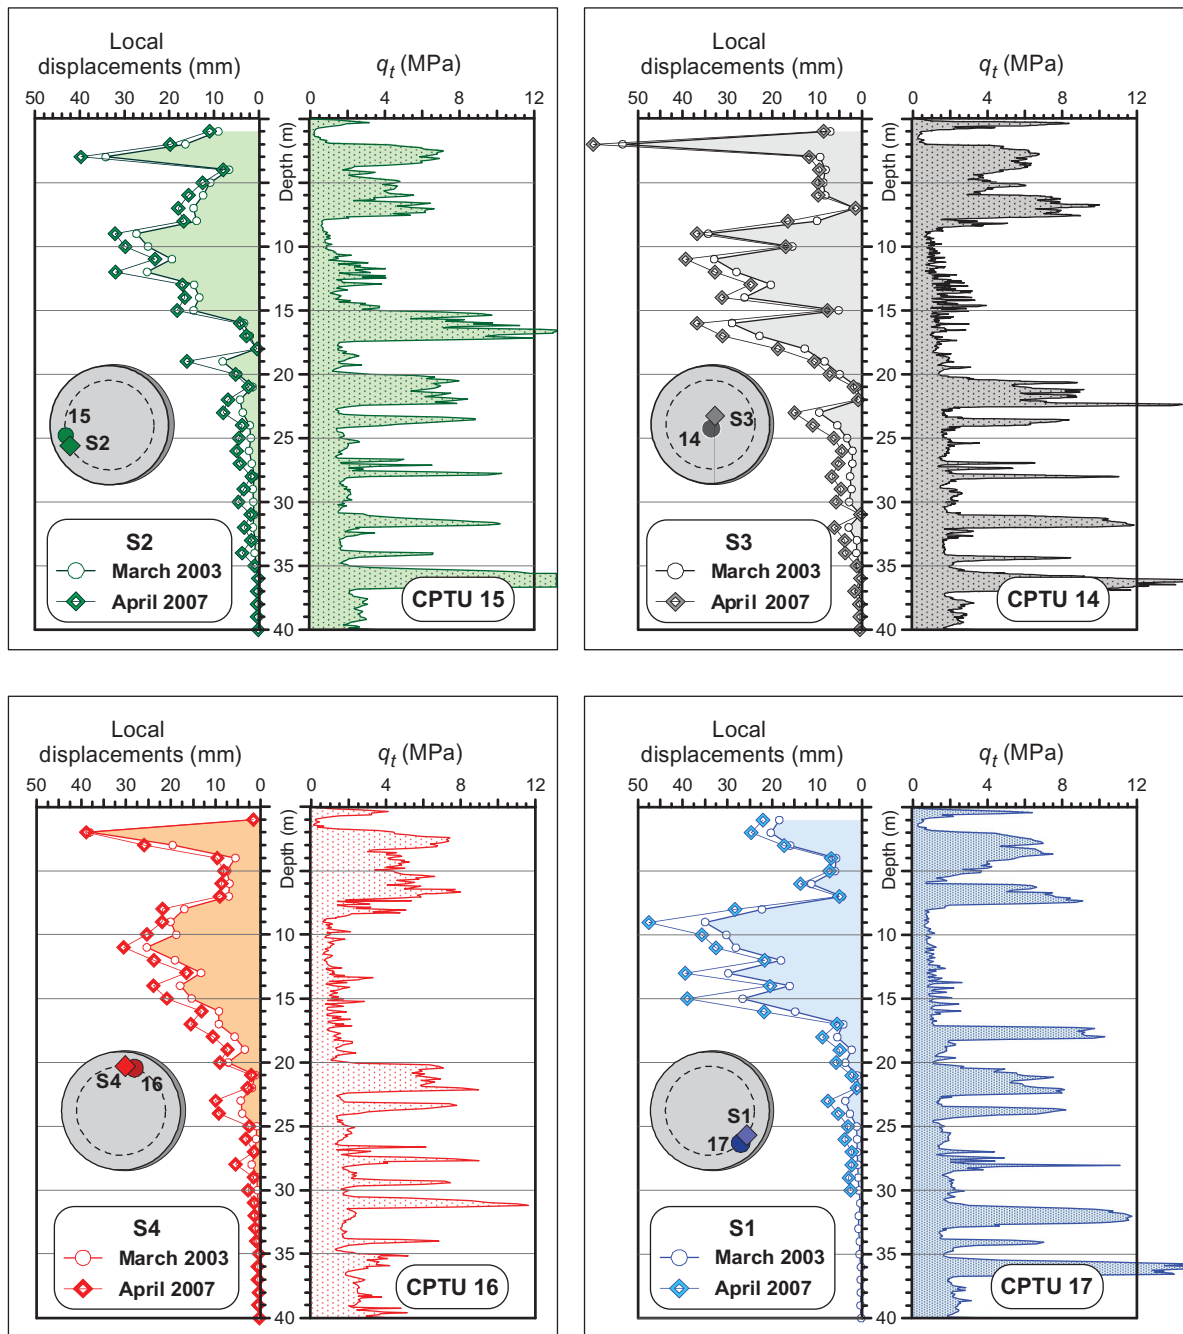 Local
displacements (mm)
q_t (MPa)
50 40 30 20 10 0
0 4 8 12
Depth (m)
10
15
20
25
30
35
40
15
S2
S2
March 2003
April 2007
CPTU 15
Local
displacements (mm)
q_t (MPa)
50 40 30 20 10 0
0 4 8 12
Depth (m)
10
15
20
25
30
35
40
S3
14
S3
March 2003
April 2007
CPTU 14
Local
displacements (mm)
q_t (MPa)
50 40 30 20 10 0
0 4 8 12
Depth (m)
10
15
20
25
30
35
40
S4
16
S4
March 2003
April 2007
CPTU 16
Local
displacements (mm)
q_t (MPa)
50 40 30 20 10 0
0 4 8 12
Depth (m)
10
15
20
25
30
35
40
S1
17
S1
March 2003
April 2007
CPTU 17